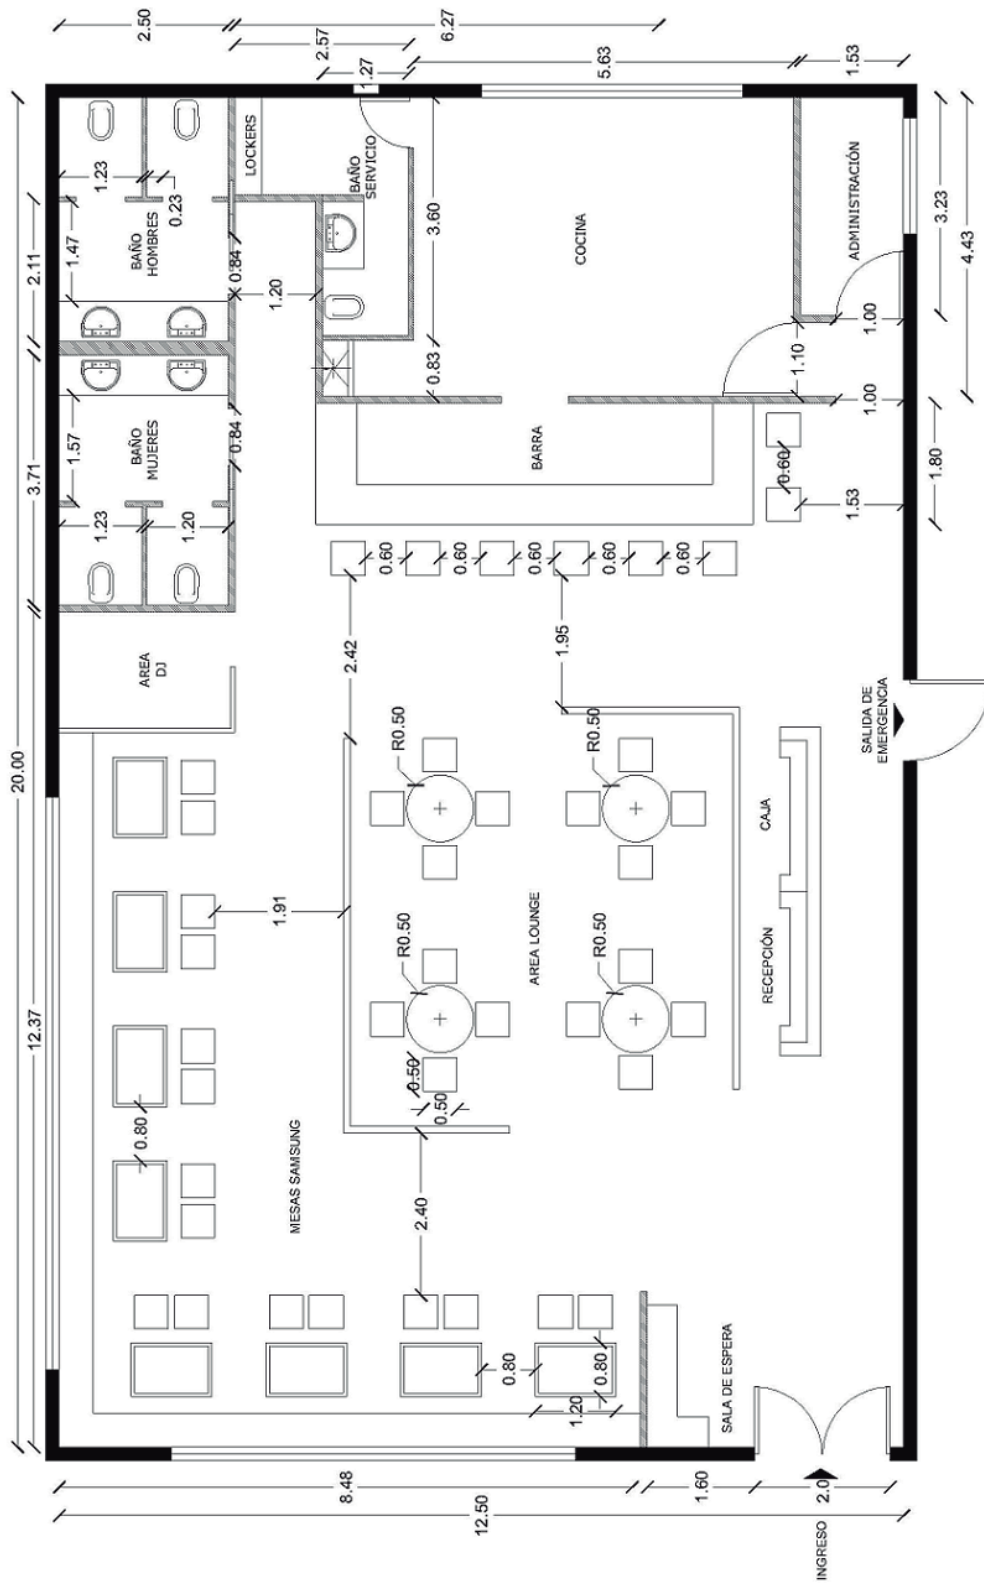 2.50
6.27
2.57
1.27
5.63
1.53
20.00
2.11
3.71
12.37
1.23
0.23
1.47
BAÑO
HOMBRES
0.84
1.20
LOCKERS
BAÑO
SERVICIO
3.60
0.83
COCINA
ADMINISTRACIÓN
3.23
4.43
1.00
1.10
1.00
1.57
BAÑO
MUJERES
0.84
1.23
1.20
BARRA
0.60
1.53
1.80
0.60
0.60
0.60
0.60
0.60
AREA
DJ
2.42
1.95
SALIDA DE
EMERGENCIA
R0.50
R0.50
CAJA
1.91
R0.50
R0.50
AREA LOUNGE
RECEPCIÓN
0.80
0.50
0.50
MESAS SAMSUNG
2.40
0.80
0.80
1.20
SALA DE ESPERA
8.48
1.60
2.0
12.50
INGRESO